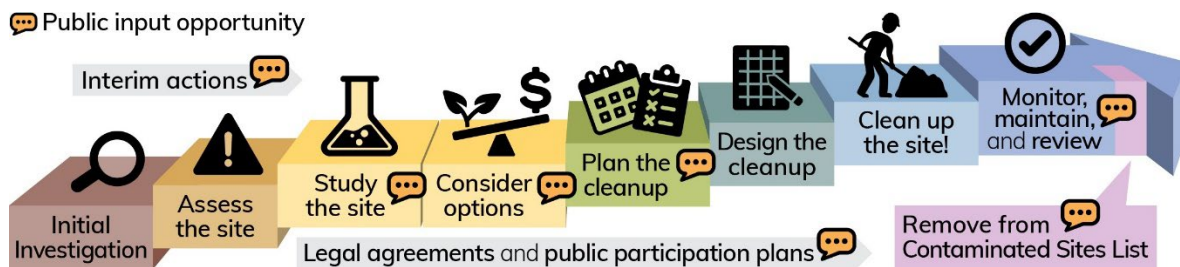 Public input opportunity
Interim actions
Initial
Investigation
Assess
the site
Study
the site
Consider
options
Plan the
cleanup
Design the
cleanup
Clean up
the site!
Monitor,
maintain,
and review
Legal agreements and public participation plans
Remove from
Contaminated Sites List
$